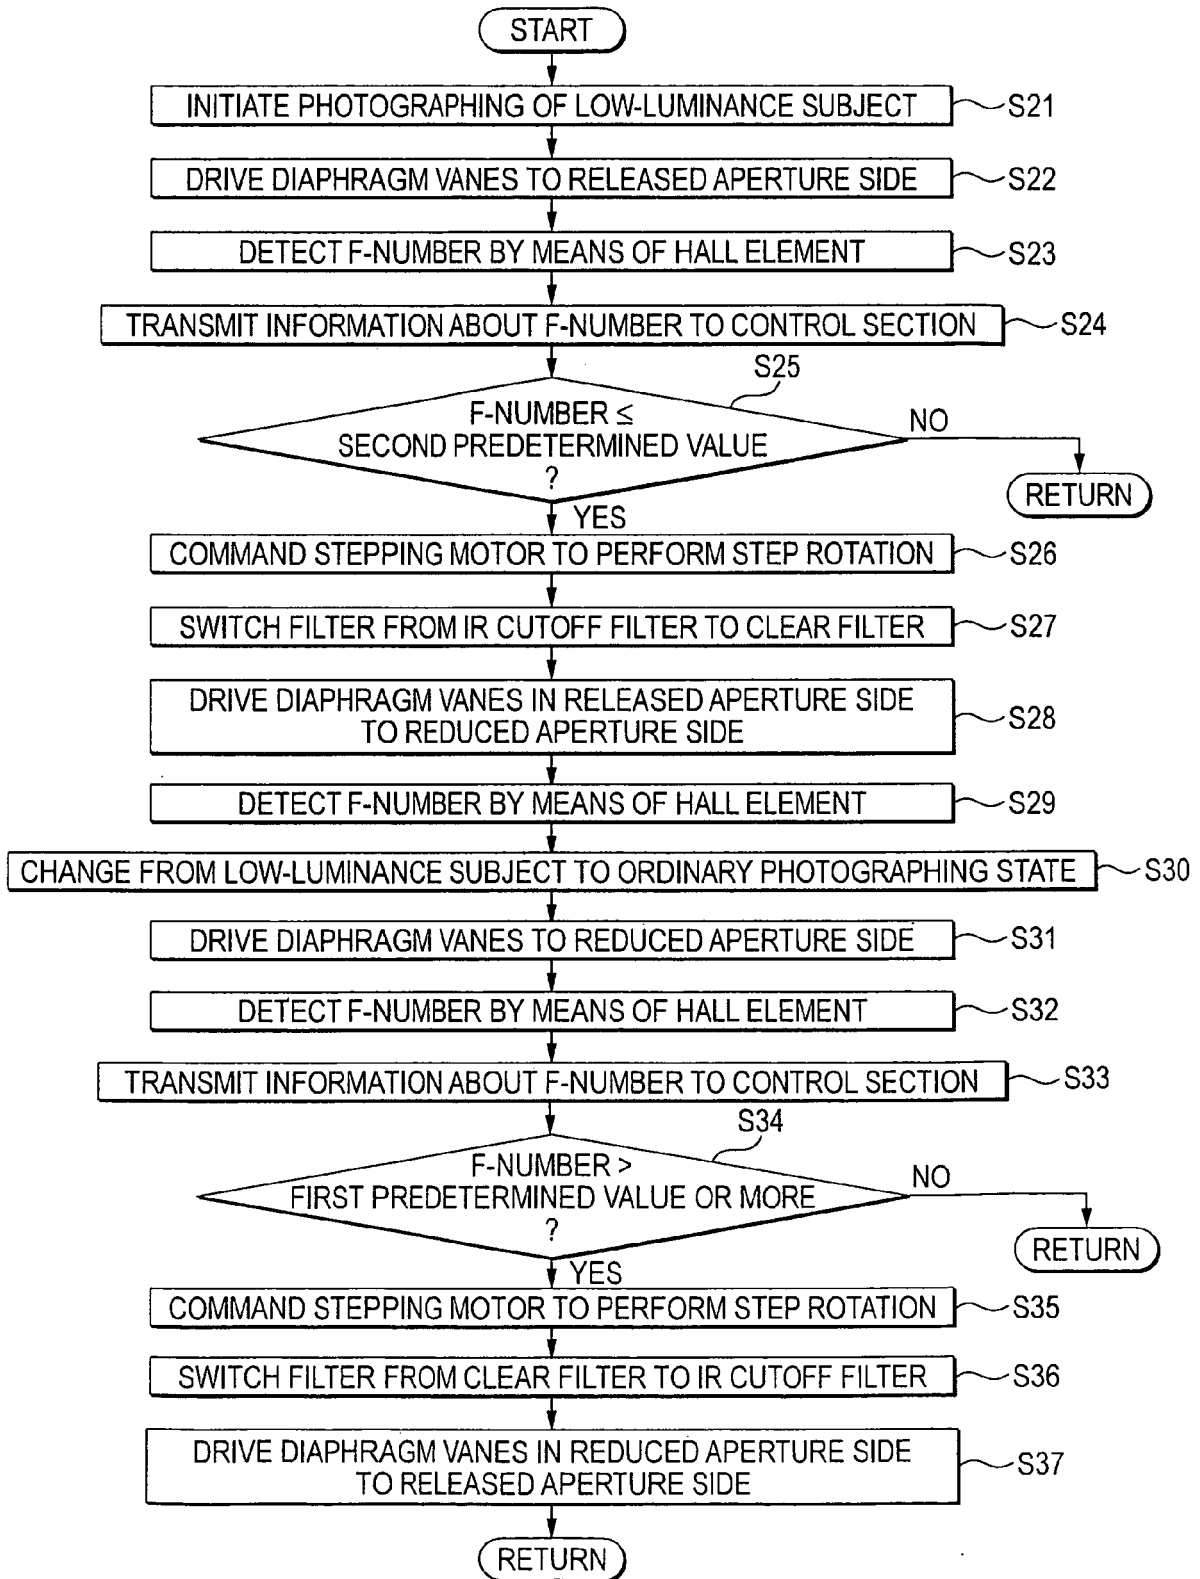 START
INITIATE PHOTOGRAPHING OF LOW-LUMINANCE SUBJECT
S21
DRIVE DIAPHRAGM VANES TO RELEASED APERTURE SIDE
S22
DETECT F-NUMBER BY MEANS OF HALL ELEMENT
S23
TRANSMIT INFORMATION ABOUT F-NUMBER TO CONTROL SECTION
S24
S25
F-NUMBER ≤
SECOND PREDETERMINED VALUE
?
NO
RETURN
YES
COMMAND STEPPING MOTOR TO PERFORM STEP ROTATION
S26
SWITCH FILTER FROM IR CUTOFF FILTER TO CLEAR FILTER
S27
DRIVE DIAPHRAGM VANES IN RELEASED APERTURE SIDE
TO REDUCED APERTURE SIDE
S28
DETECT F-NUMBER BY MEANS OF HALL ELEMENT
S29
CHANGE FROM LOW-LUMINANCE SUBJECT TO ORDINARY PHOTOGRAPHING STATE
S30
DRIVE DIAPHRAGM VANES TO REDUCED APERTURE SIDE
S31
DETECT F-NUMBER BY MEANS OF HALL ELEMENT
S32
TRANSMIT INFORMATION ABOUT F-NUMBER TO CONTROL SECTION
S33
S34
F-NUMBER >
FIRST PREDETERMINED VALUE OR MORE
?
NO
RETURN
YES
COMMAND STEPPING MOTOR TO PERFORM STEP ROTATION
S35
SWITCH FILTER FROM CLEAR FILTER TO IR CUTOFF FILTER
S36
DRIVE DIAPHRAGM VANES IN REDUCED APERTURE SIDE
TO RELEASED APERTURE SIDE
S37
RETURN